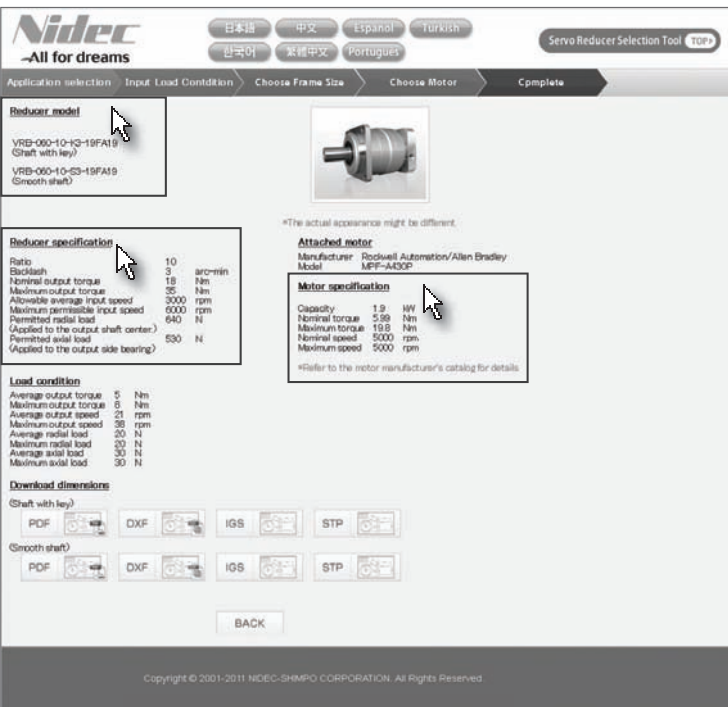 Nidec
All for dreams
日本語 中文 Espanol Turkish
한국어 繁體中文 Portugues
Servo Reducer Selection Tool TOP
Application selection Input Load Contdition Choose Frame Size Choose Motor Cpmplete
Reducer model
VRB-060-10-K3-19FA19
(Shaft with key)
VRB-060-10-S3-19FA19
(Smooth shaft)
*The actual appearance might be different.
Reducer specification
Ratio 10
Backlash 3 arc-min
Nominal output torque 18 Nm
Maximum output torque 35 Nm
Allowable average input speed 3000 rpm
Maximum permissible input speed 6000 rpm
Permitted radial load 640 N
(Applied to the output shaft center.)
Permitted axial load 530 N
(Applied to the output side bearing.)
Attached motor
Manufacturer Rockwell Automation/Allen Bradley
Model MPF-A430P
Motor specification
Capacity 1.9 kW
Nominal torque 5.99 Nm
Maximum torque 19.8 Nm
Nominal speed 5000 rpm
Maximum speed 5000 rpm
*Refer to the motor manufacturer's catalog for details.
Load condition
Average output torque 5 Nm
Maximum output torque 8 Nm
Average output speed 21 rpm
Maximum output speed 38 rpm
Average radial load 20 N
Maximum radial load 20 N
Average axial load 30 N
Maximum axial load 30 N
Download dimensions
(Shaft with key)
PDF DXF IGS STP
(Smooth shaft)
PDF DXF IGS STP
BACK
Copyright © 2001-2011 NIDEC-SHIMPO CORPORATION. All Rights Reserved.